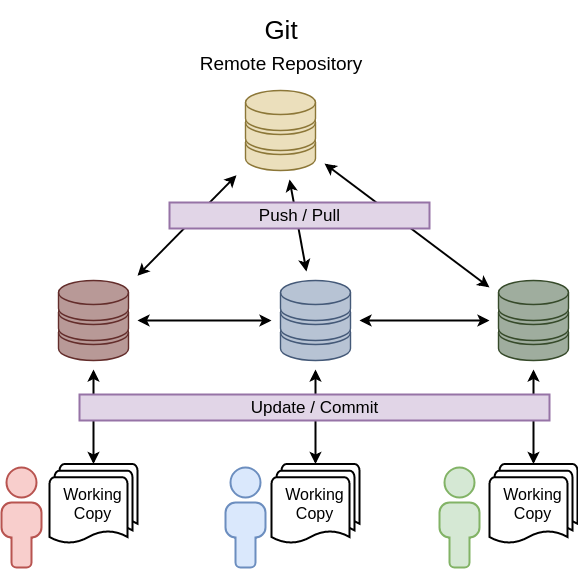 Git
Remote Repository
Push / Pull
Update / Commit
Working
Copy
Working
Copy
Working
Copy